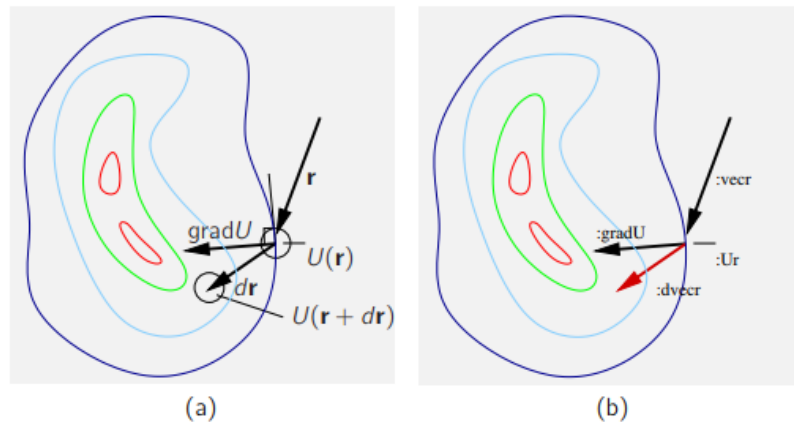 r
gradU
U(r)
dr
U(r + dr)
(a)
:vecr
:gradU
:Ur
:dvecr
(b)